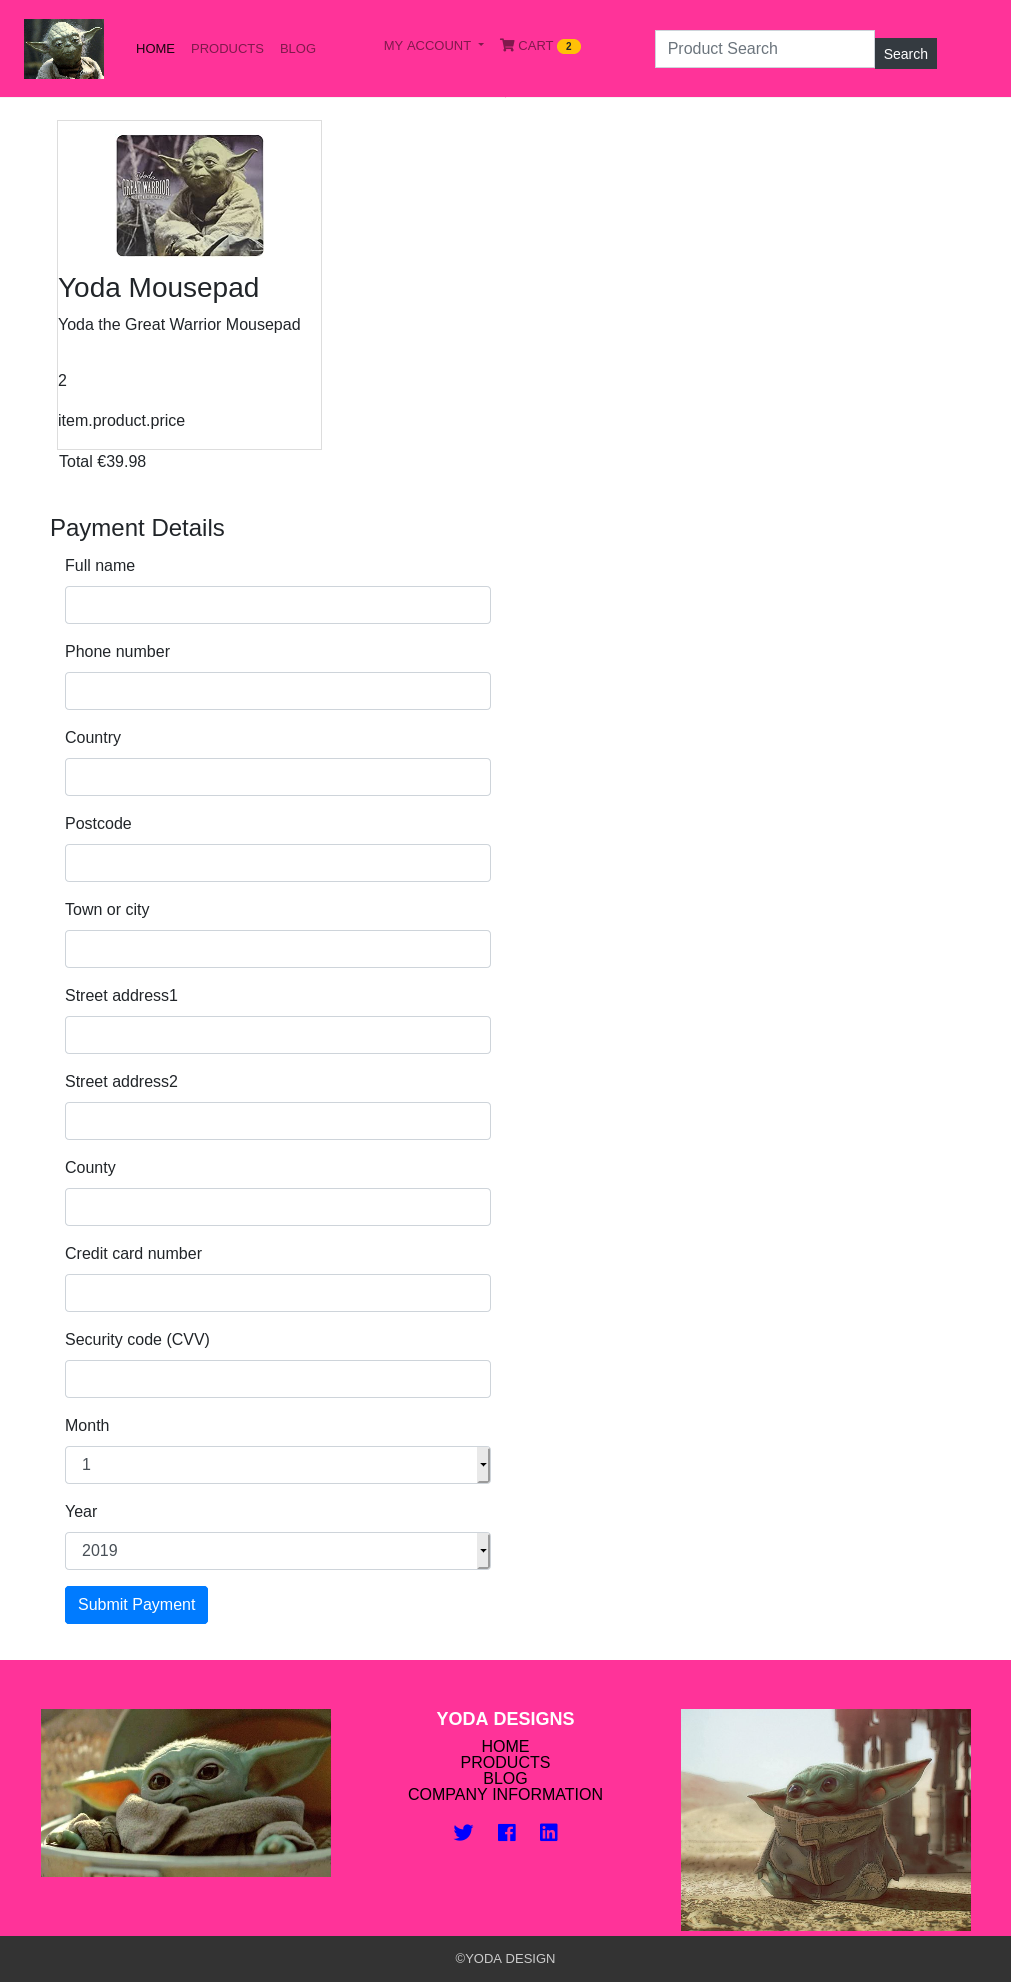 HOME PRODUCTS BLOG MY ACCOUNT CART 2 Product Search Search
Yoda
GREAT WARRIOR
Yoda Mousepad
Yoda the Great Warrior Mousepad
2
item.product.price
Total €39.98
Payment Details
Full name
Phone number
Country
Postcode
Town or city
Street address1
Street address2
County
Credit card number
Security code (CVV)
Month
1
Year
2019
Submit Payment
YODA DESIGNS
HOME
PRODUCTS
BLOG
COMPANY INFORMATION
©YODA DESIGN